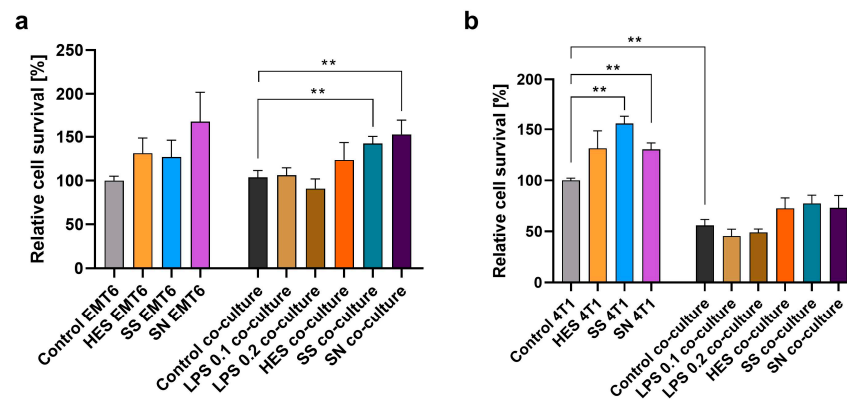 a
Relative cell survival [%]
250
200
150
100
50
0
**
**
Control EMT6
HES EMT6
SS EMT6
SN EMT6
Control co-culture
LPS 0.1 co-culture
LPS 0.2 co-culture
HES co-culture
SS co-culture
SN co-culture
b
Relative cell survival [%]
200
150
100
50
0
**
**
**
Control 4T1
HES 4T1
SS 4T1
SN 4T1
Control co-culture
LPS 0.1 co-culture
LPS 0.2 co-culture
HES co-culture
SS co-culture
SN co-culture